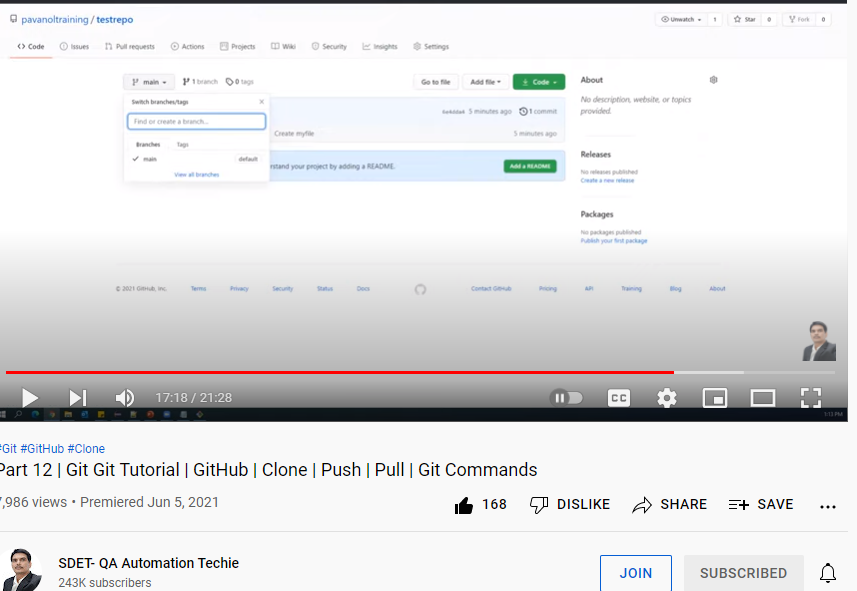 pavanoltraining / testrepo
Unwatch 1 Star 0 Fork 0
Code Issues Pull requests Actions Projects Wiki Security Insights Settings
main 1 branch 0 tags Go to file Add file Code About
Switch branches/tags
No description, website, or topics provided.
5 minutes ago 1 commit
Find or create a branch...
Create myfile 5 minutes ago
Branches Tags
main default
Releases
No releases published
Create a new release
rstand your project by adding a README. Add a README
View all branches
Packages
No packages published
Publish your first package
© 2021 GitHub, Inc. Terms Privacy Security Status Docs Contact GitHub Pricing API Training Blog About
17:18 / 21:28 CC
1:13 PM
#Git #GitHub #Clone
Part 12 | Git Git Tutorial | GitHub | Clone | Push | Pull | Git Commands
7,986 views • Premiered Jun 5, 2021
168 DISLIKE SHARE SAVE
SDET- QA Automation Techie
243K subscribers
JOIN SUBSCRIBED